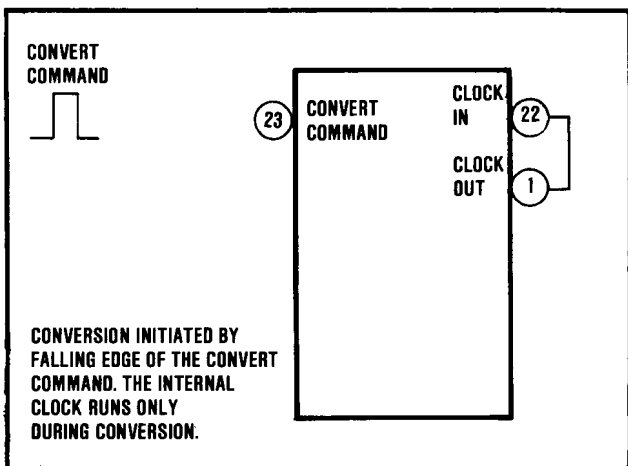 CONVERT
COMMAND
23
CONVERT
COMMAND
CLOCK
IN
22
CLOCK
OUT
1
CONVERSION INITIATED BY
FALLING EDGE OF THE CONVERT
COMMAND. THE INTERNAL
CLOCK RUNS ONLY
DURING CONVERSION.